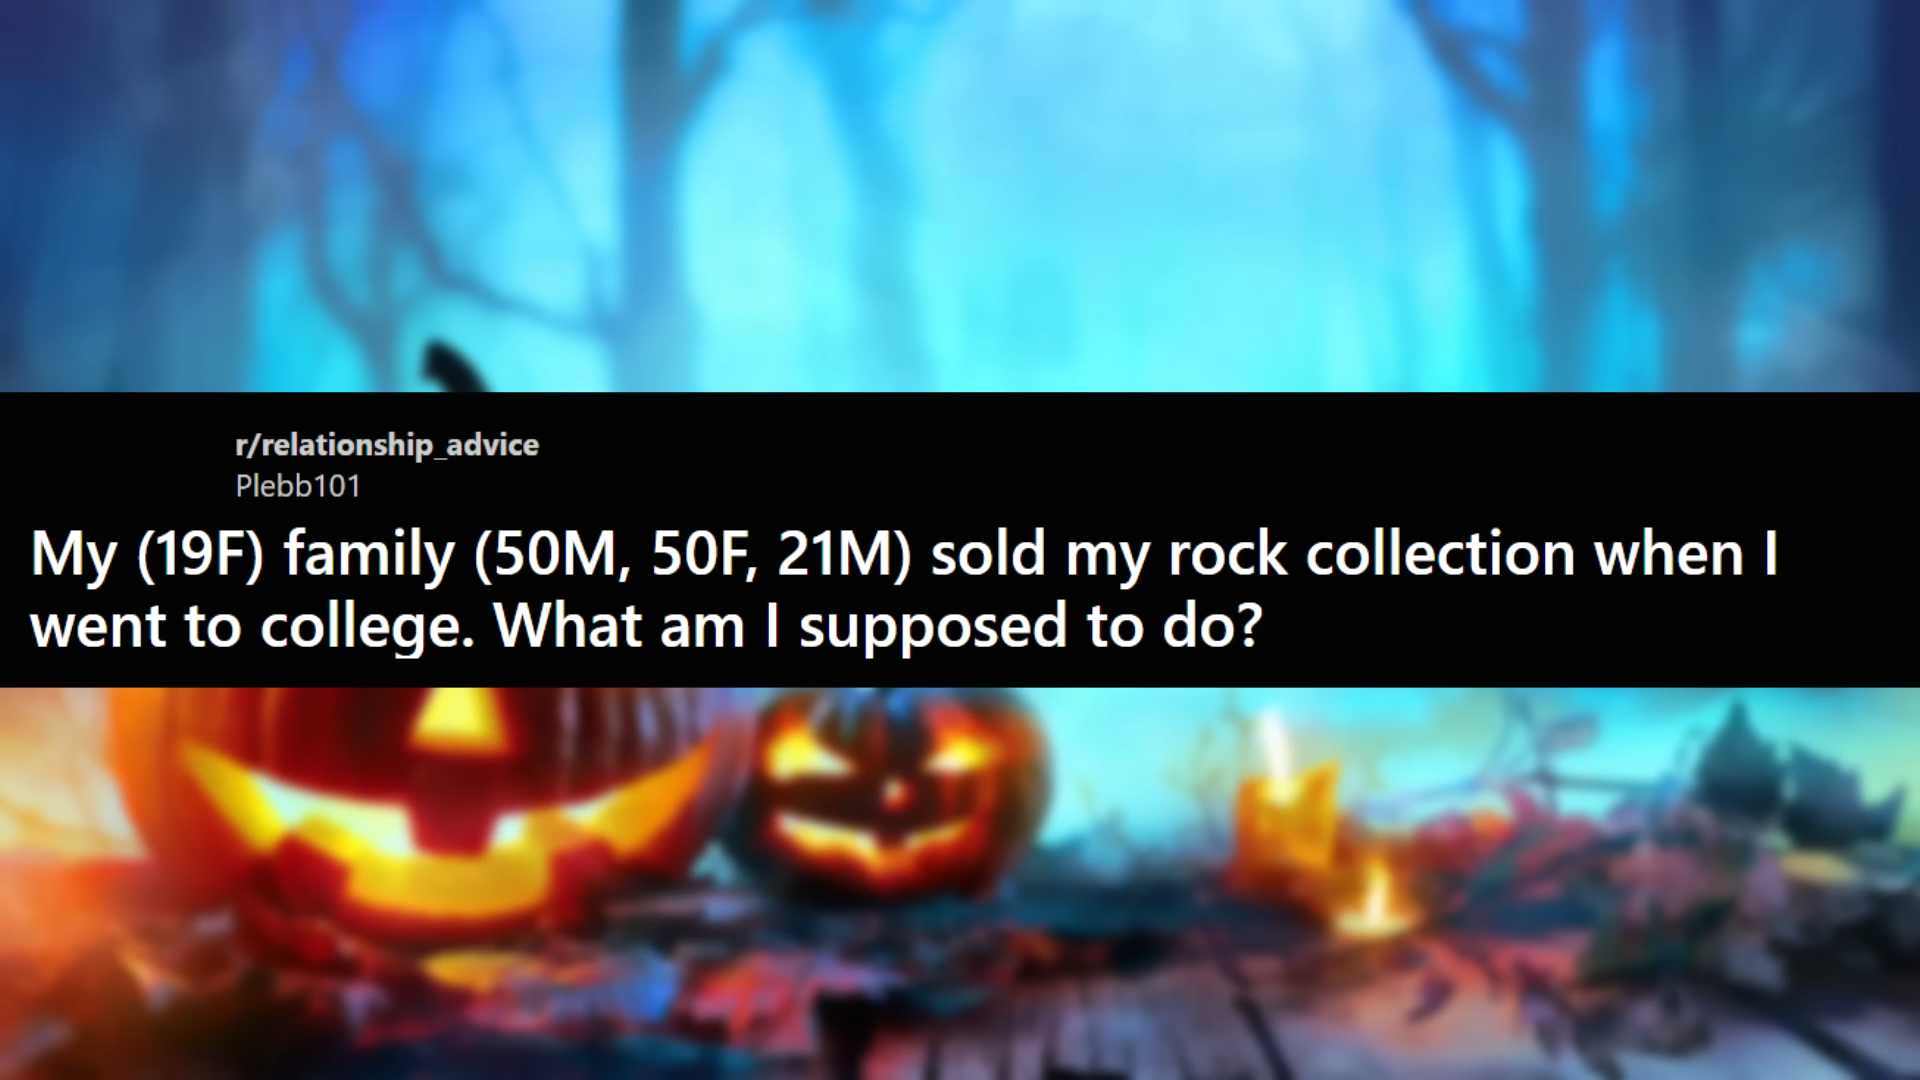 r/relationship_advice
Plebb101
My (19F) family (50M, 50F, 21M) sold my rock collection when I
went to college. What am I supposed to do?